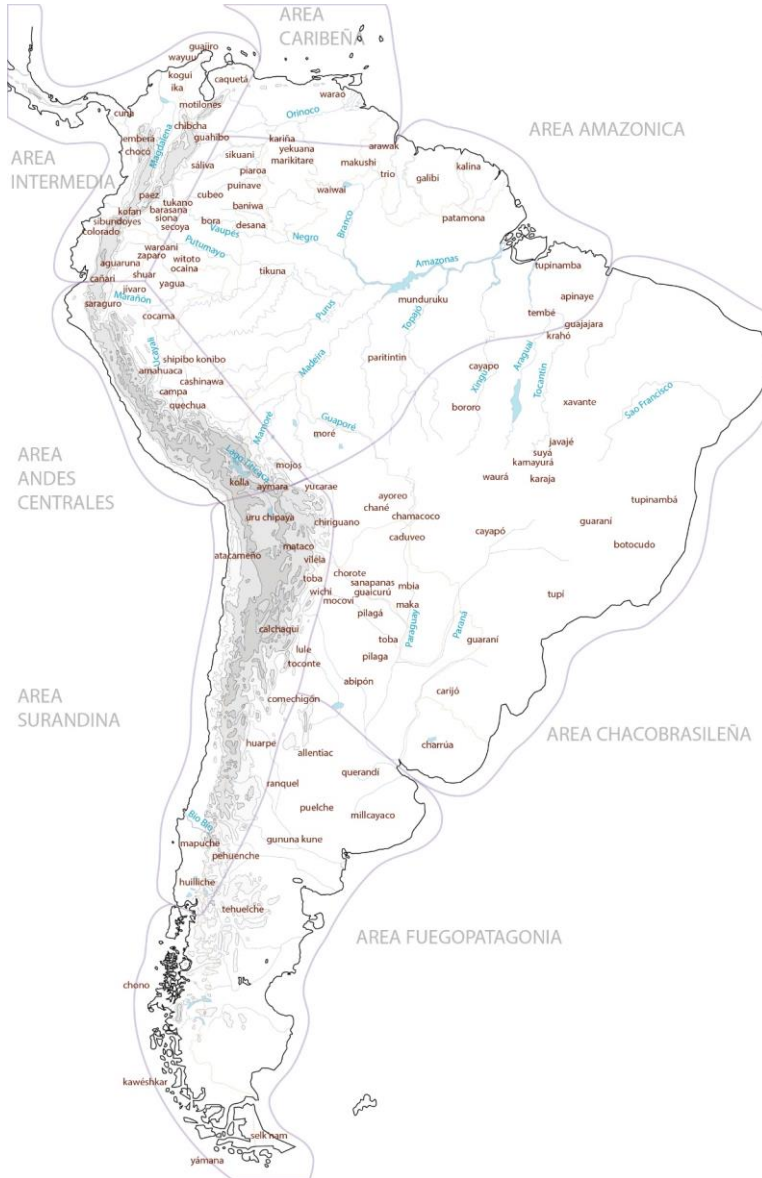 AREA
CARIBEÑA
guajiro
wayuu
kogui
ika
caquetá
motilones
warao
cuna
Orinoco
chibcha
AREA AMAZONICA
embera
chocó
Magdalena
guahibo
kariña
arawak
AREA
INTERMEDIA
sikuani
yekuana
marikitare
makushi
kalina
sáliva
piaroa
trio
galibi
puinave
waiwai
paez
tukano
cubeo
baniwa
kofan
barasana
sibundoyes
siona
bora
desana
patamona
colorado
secoya
Vaupés
Negro
Branco
waroani
Putumayo
zaparo
witoto
Amazonas
aguaruna
ocaina
tikuna
tupinamba
cañari
shuar
yagua
jívaro
saraguro
Marañón
munduruku
apinaye
cocama
Purus
Topajó
tembé
guajajara
krahó
Ucayali
shipibo konibo
Madeira
paritintin
Araguai
amahuaca
cayapo
Xingú
cashinawa
Tocantin
campa
xavante
Sao Francisco
quechua
bororo
Mamoré
Guaporé
moré
javajé
AREA
ANDES
CENTRALES
suyá
Lago Titicaca
mojos
kamayurá
kolla
aymara
yucarae
waurá
karaja
ayoreo
tupinambá
chané
uru chipaya
chiriguano
chamacoco
guaraní
caduveo
cayapó
botocudo
atacameño
mataco
vilela
chorote
toba
sanapanas
mbia
wichi
guaicurú
mocoví
maka
tupí
pilagá
calchaqui
Paraguay
Paraná
toba
guaraní
lule
pilaga
toconte
abipón
AREA
SURANDINA
comechigón
carijó
AREA CHACOBRASILEÑA
huarpe
charrúa
allentiac
querandí
ranquel
puelche
millcayaco
Bio Bio
mapuche
gununa kune
pehuenche
huilliche
tehuelche
AREA FUEGOPATAGONIA
chono
kawéshkar
selk nam
yámana